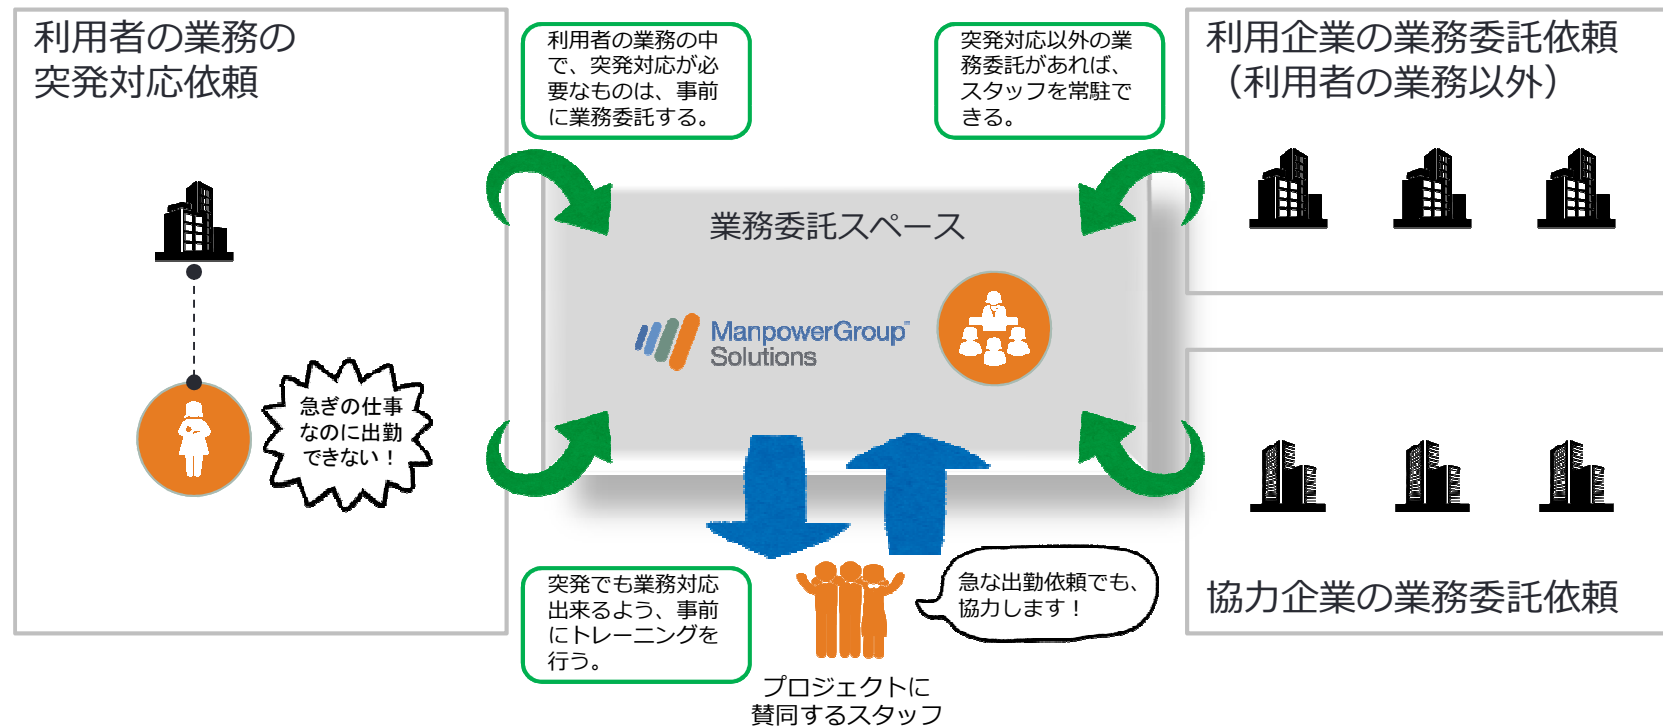 利用者の業務の
突発対応依頼
利用者の業務の中
で、突発対応が必
要なものは、事前
に業務委託する。
突発対応以外の業
務委託があれば、
スタッフを常駐で
きる。
利用企業の業務委託依頼
（利用者の業務以外）
業務委託スペース
ManpowerGroup™
Solutions
急ぎの仕事
なのに出勤
できない！
突発でも業務対応
出来るよう、事前
にトレーニングを
行う。
急な出勤依頼でも、
協力します！
協力企業の業務委託依頼
プロジェクトに
賛同するスタッフ